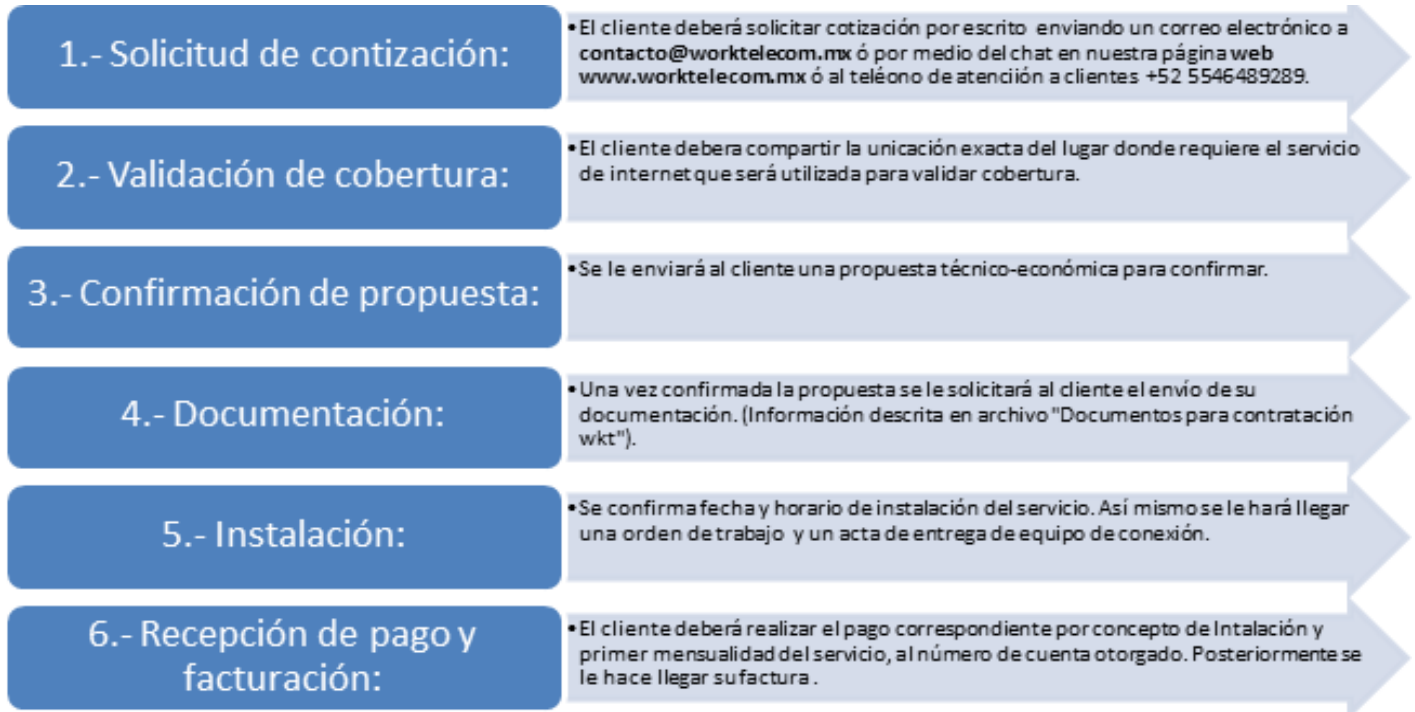 1.- Solicitud de contización:
•El cliente deberá solicitar cotización por escrito enviando un correo electrónico a
contacto@worktelecom.mx ó por medio del chat en nuestra página web
www.worktelecom.mx ó al teléono de atenciión a clientes +52 5546489289.
2.- Validación de cobertura:
•El cliente debera compartir la unicación exacta del lugar donde requiere el servicio
de internet que será utilizada para validar cobertura.
3.- Confirmación de propuesta:
•Se le enviará al cliente una propuesta técnico-económica para confirmar.
4.- Documentación:
•Una vez confirmada la propuesta se le solicitará al cliente el envío de su
documentación. (Información descrita en archivo "Documentos para contratación
wkt").
5.- Instalación:
•Se confirma fecha y horario de instalación del servicio. Así mismo se le hará llegar
una orden de trabajo y un acta de entrega de equipo de conexión.
6.- Recepción de pago y
facturación:
•El cliente deberá realizar el pago correspondiente por concepto de Intalación y
primer mensualidad del servicio, al número de cuenta otorgado. Posteriormente se
le hace llegar su factura .